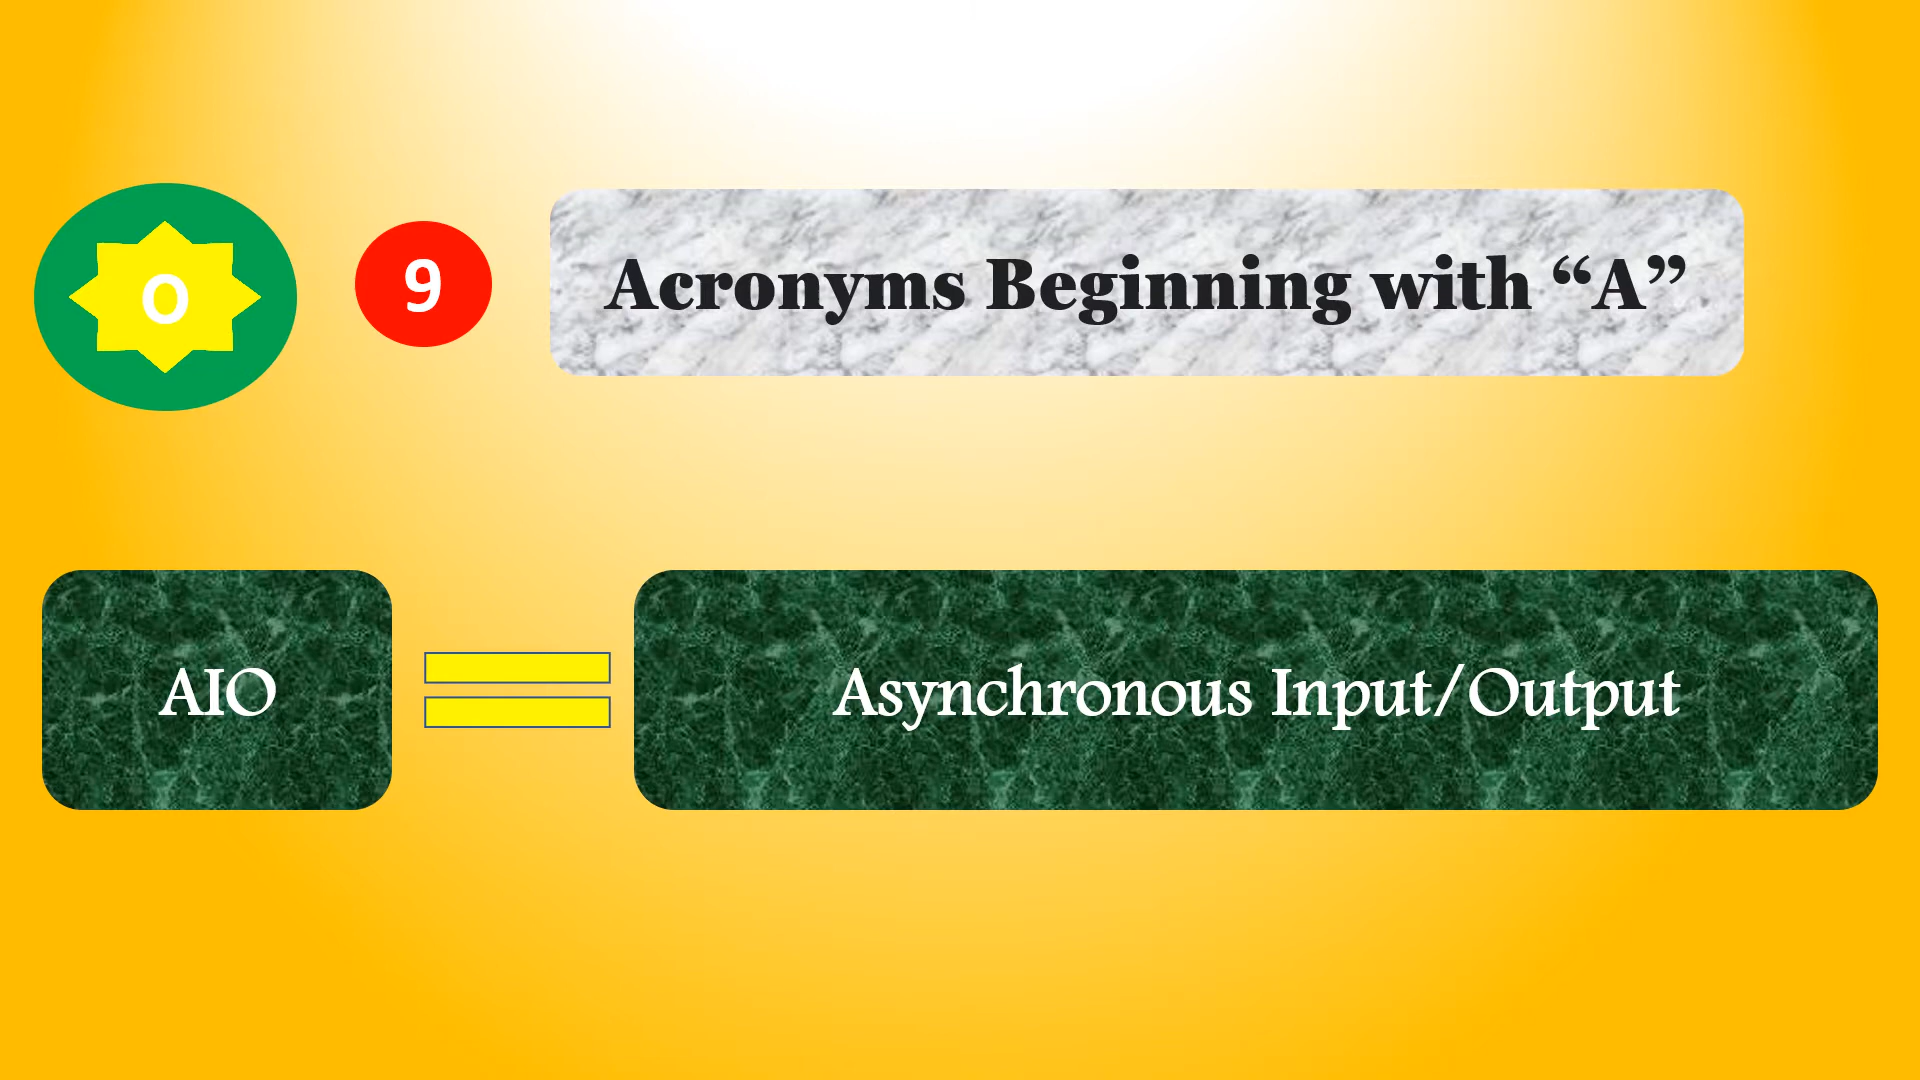 O
9
Acronyms Beginning with “A”
AIO
Asynchronous Input/Output